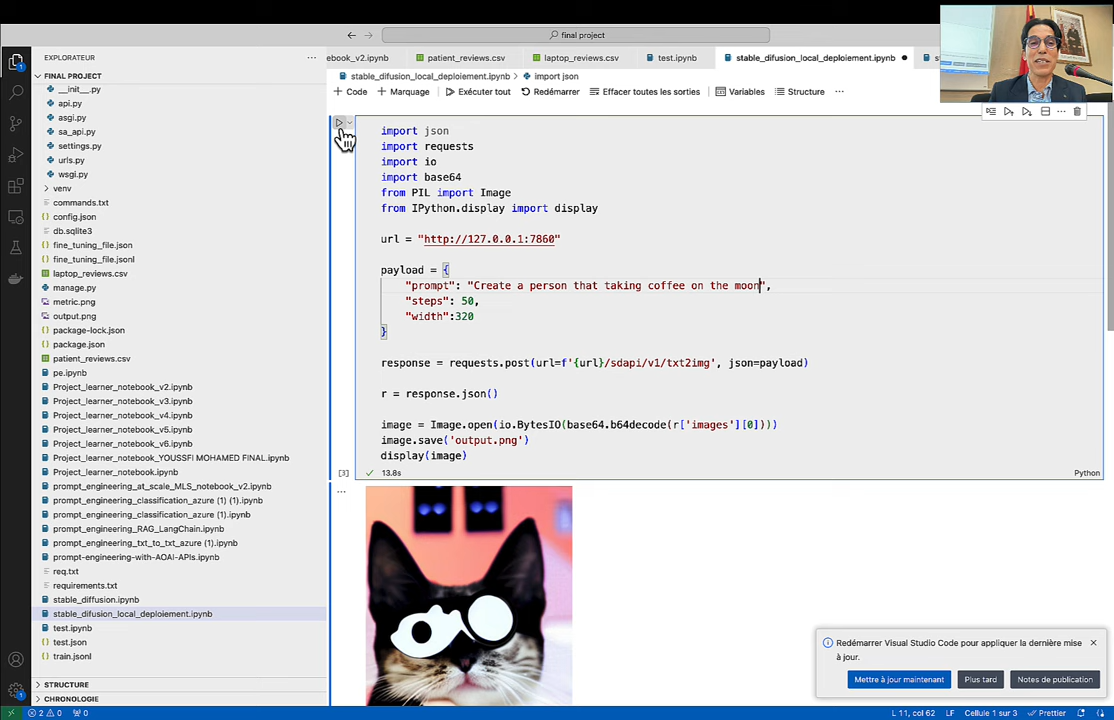 final project
EXPLORATEUR
ebook_v2.ipynb
patient_reviews.csv
laptop_reviews.csv
test.ipynb
stable_difusion_local_deploiement.ipynb
FINAL PROJECT
stable_difusion_local_deploiement.ipynb > import json
Code
Marquage
Exécuter tout
Redémarrer
Effacer toutes les sorties
Variables
Structure
__init__.py
api.py
asgi.py
sa_api.py
settings.py
urls.py
wsgi.py
venv
commands.txt
config.json
db.sqlite3
fine_tuning_file.json
fine_tuning_file.jsonl
laptop_reviews.csv
manage.py
metric.png
output.png
package-lock.json
package.json
patient_reviews.csv
pe.ipynb
Project_learner_notebook_v2.ipynb
Project_learner_notebook_v3.ipynb
Project_learner_notebook_v4.ipynb
Project_learner_notebook_v5.ipynb
Project_learner_notebook_v6.ipynb
Project_learner_notebook_YOUSSFI MOHAMED FINAL.ipynb
Project_learner_notebook.ipynb
prompt_engineering_at_scale_MLS_notebook_v2.ipynb
prompt_engineering_classification_azure (1) (1).ipynb
prompt_engineering_classification_azure (1).ipynb
prompt_engineering_RAG_LangChain.ipynb
prompt_engineering_txt_to_txt_azure (1).ipynb
prompt-engineering-with-AOAI-APIs.ipynb
req.txt
requirements.txt
stable_diffusion.ipynb
stable_difusion_local_deploiement.ipynb
test.ipynb
test.json
train.jsonl
STRUCTURE
CHRONOLOGIE
import json
import requests
import io
import base64
from PIL import Image
from IPython.display import display
url = "http://127.0.0.1:7860"
payload = {
"prompt": "Create a person that taking coffee on the moon",
"steps": 50,
"width":320
}
response = requests.post(url=f'{url}/sdapi/v1/txt2img', json=payload)
r = response.json()
image = Image.open(io.BytesIO(base64.b64decode(r['images'][0])))
image.save('output.png')
display(image)
[3]
13.8s
Python
Redémarrer Visual Studio Code pour appliquer la dernière mise
à jour.
Mettre à jour maintenant
Plus tard
Notes de publication
2
0
0
L 11, col 62
LF
Cellule 1 sur 3
Prettier